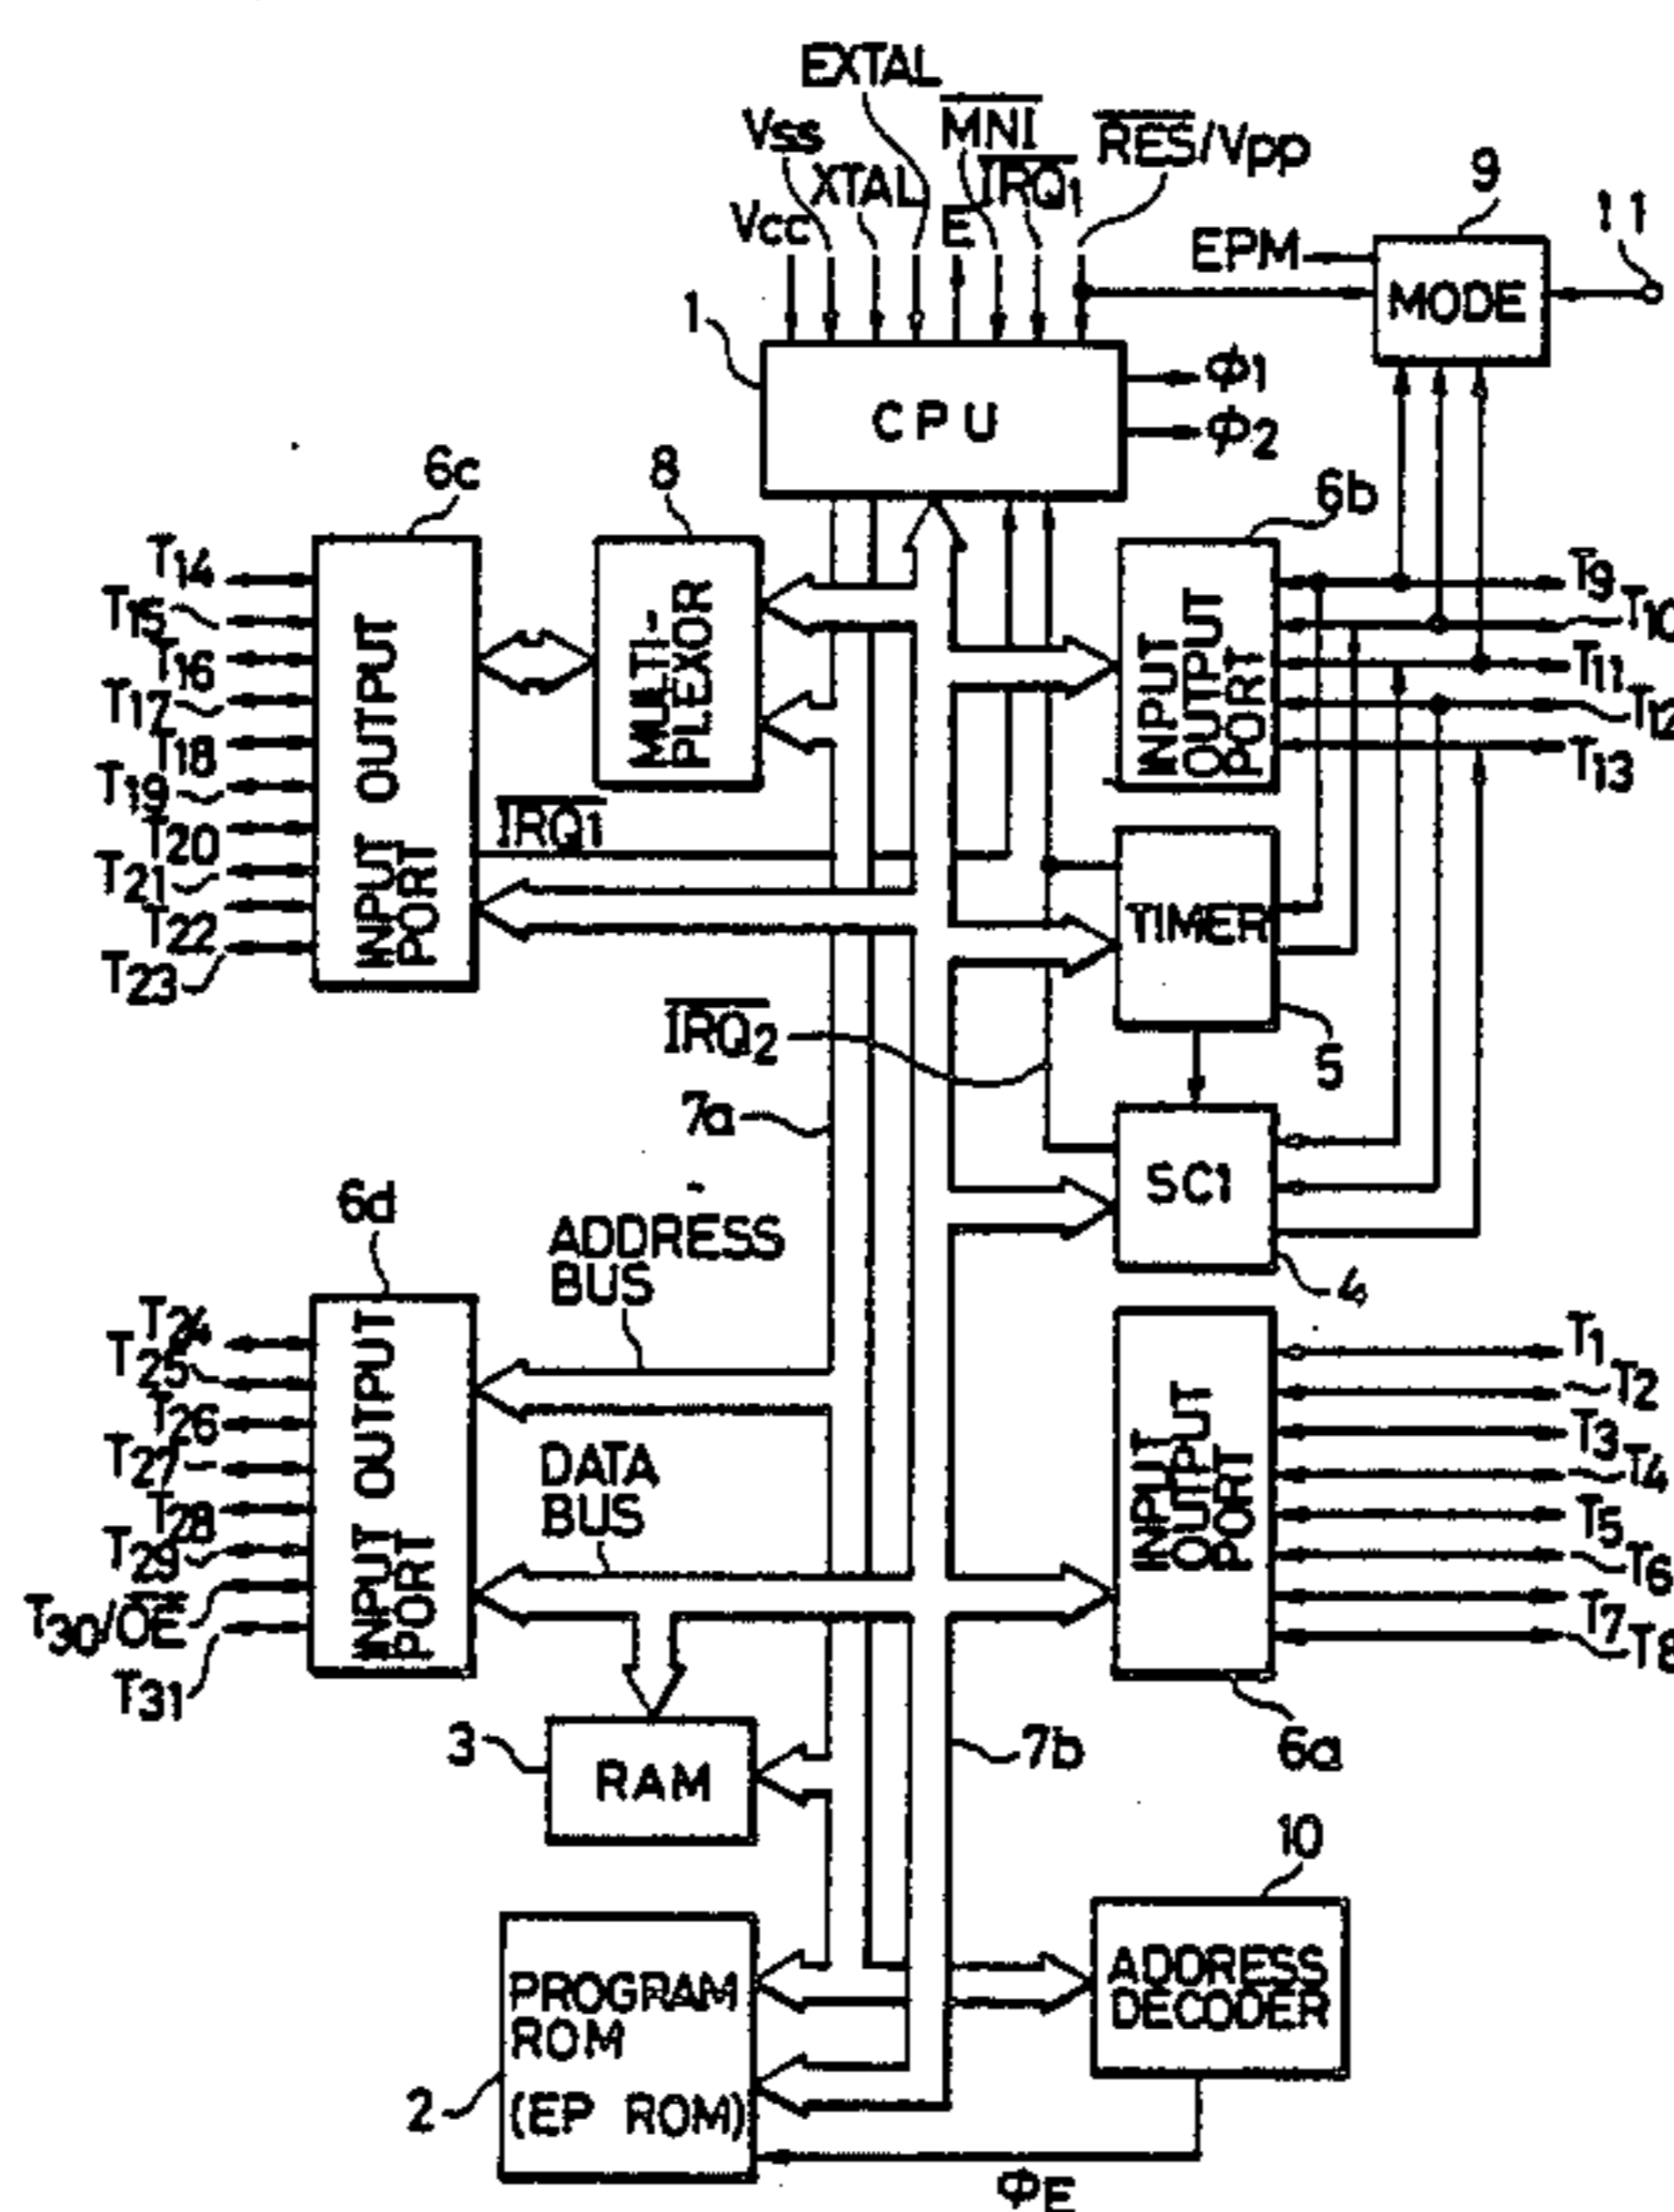 EXTAL
MNI
RES/Vpp
Vss
XTAL
IRQ1
9
11
Vcc
E
EPM
MODE
1
CPU
Φ1
Φ2
6c
8
6b
T14
T15
T16
T17
T18
T19
T20
T21
T22
T23
INPUT OUTPUT
PORT
MULTI-
PLEXOR
INPUT
OUTPUT
PORT
T9
T10
T11
T12
T13
IRQ1
TIMER
IRQ2
5
7a
SC1
4
6d
ADDRESS
BUS
T24
T25
T26
T27
T28
T29
T30/OE
T31
INPUT OUTPUT
PORT
DATA
BUS
INPUT
OUTPUT
PORT
T1
T2
T3
T4
T5
T6
T7
T8
3
RAM
7b
6a
10
PROGRAM
ROM
(EP ROM)
2
ADDRESS
DECODER
ΦE